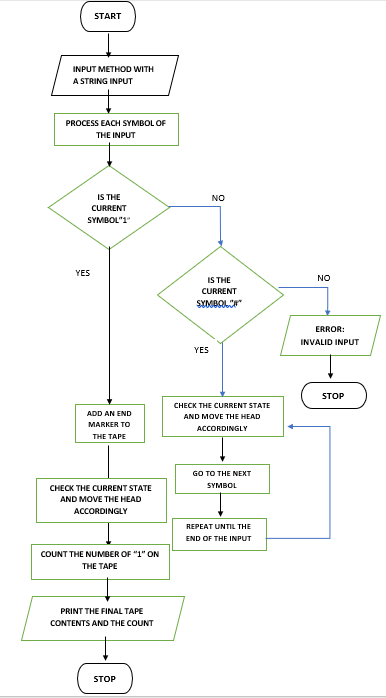 START
INPUT METHOD WITH
A STRING INPUT
PROCESS EACH SYMBOL OF
THE INPUT
IS THE
CURRENT
SYMBOL"1"
NO
YES
IS THE
CURRENT
SYMBOL "#"
NO
YES
ERROR:
INVALID INPUT
STOP
ADD AN END
MARKER TO
THE TAPE
CHECK THE CURRENT STATE
AND MOVE THE HEAD
ACCORDINGLY
GO TO THE NEXT
SYMBOL
REPEAT UNTIL THE
END OF THE INPUT
CHECK THE CURRENT STATE
AND MOVE THE HEAD
ACCORDINGLY
COUNT THE NUMBER OF "1" ON
THE TAPE
PRINT THE FINAL TAPE
CONTENTS AND THE COUNT
STOP